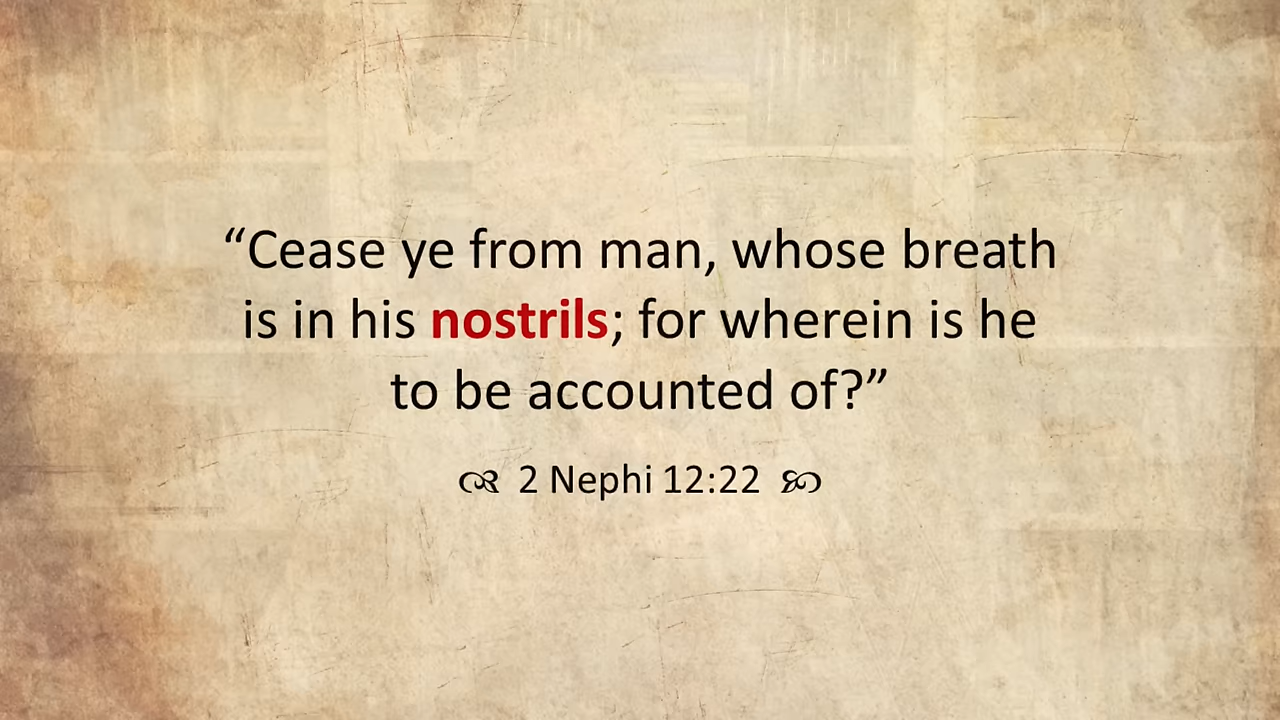 “Cease ye from man, whose breath
is in his nostrils; for wherein is he
to be accounted of?”
2 Nephi 12:22